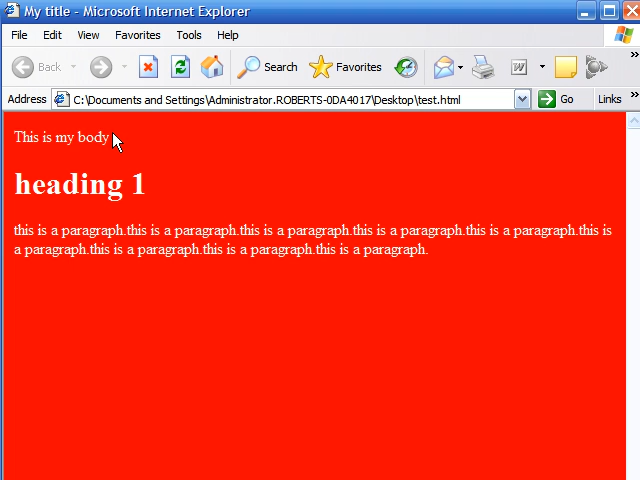 My title - Microsoft Internet Explorer
File Edit View Favorites Tools Help
Back Search Favorites W
Address C:\Documents and Settings\Administrator.ROBERTS-0DA4017\Desktop\test.html Go Links
This is my body
heading 1
this is a paragraph.this is a paragraph.this is a paragraph.this is a paragraph.this is a paragraph.this is
a paragraph.this is a paragraph.this is a paragraph.this is a paragraph.